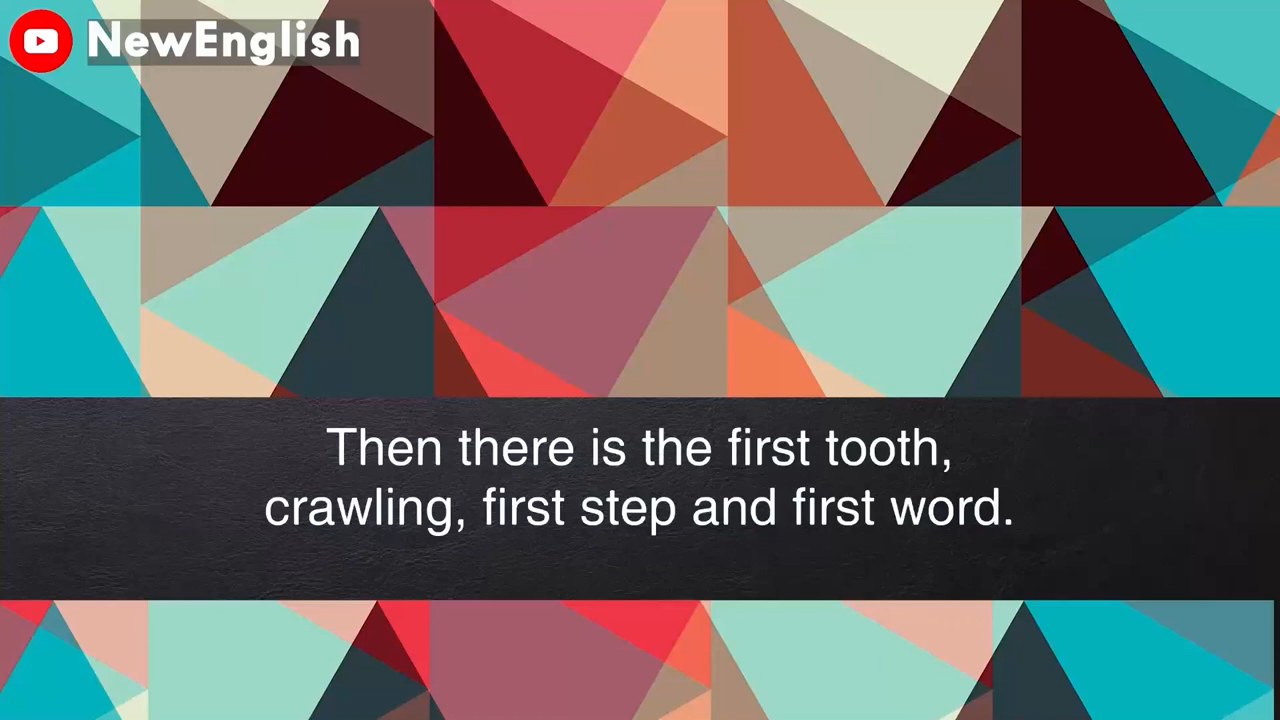 NewEnglish
Then there is the first tooth,
crawling, first step and first word.